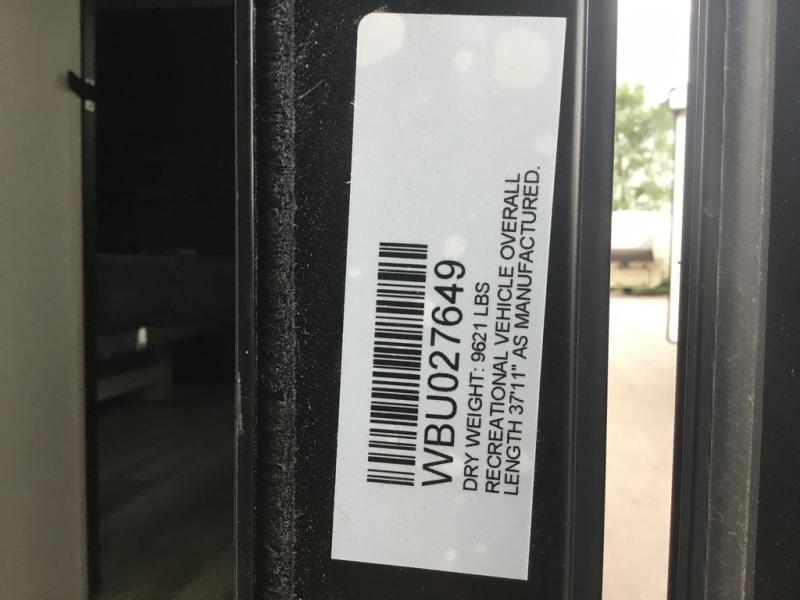 WBU027649
DRY WEIGHT: 9621 LBS
RECREATIONAL VEHICLE OVERALL
LENGTH 37'11" AS MANUFACTURED.